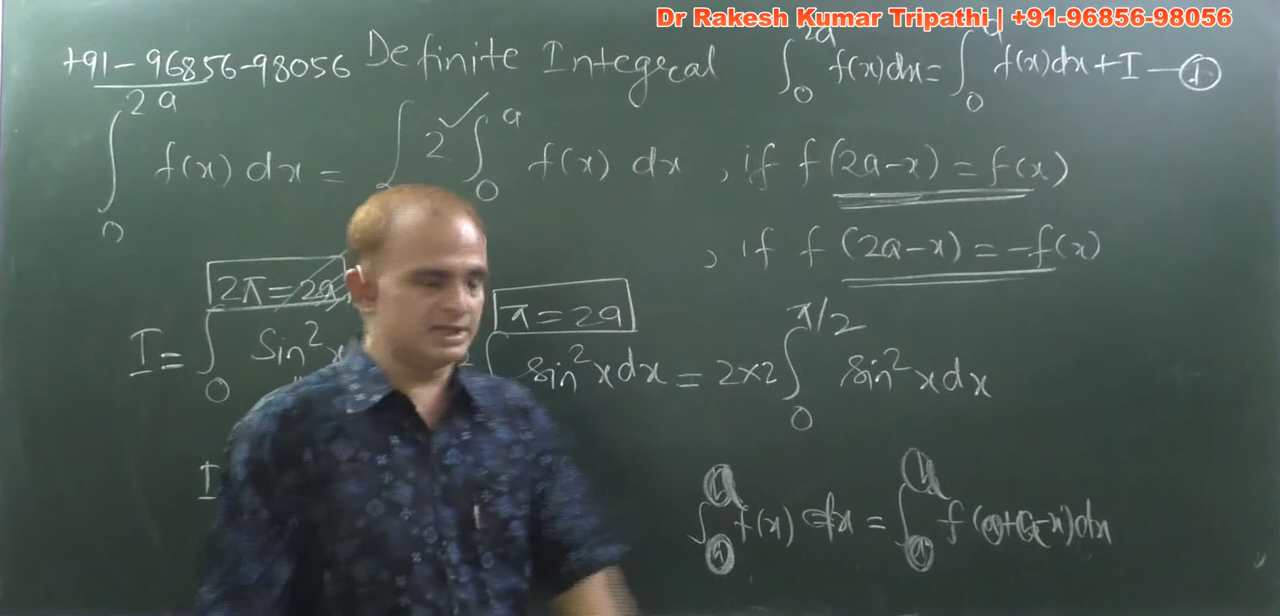 Dr Rakesh Kumar Tripathi | +91-96856-98056
+91-96856-98056 Definite Integral ∫₀²ᵃ f(x)dx = ∫₀ᵃ f(x)dx + I — ①
∫₀²ᵃ f(x) dx = 2 ∫₀ᵃ f(x) dx , if f(2a-x) = f(x)
, if f(2a-x) = -f(x)
2π=2a π=2a
I = ∫₀ Sin²x ∫ sin²x dx = 2×2 ∫₀^π/2 sin²x dx
I
∫ f(x) dx = ∫ f( -x)dx